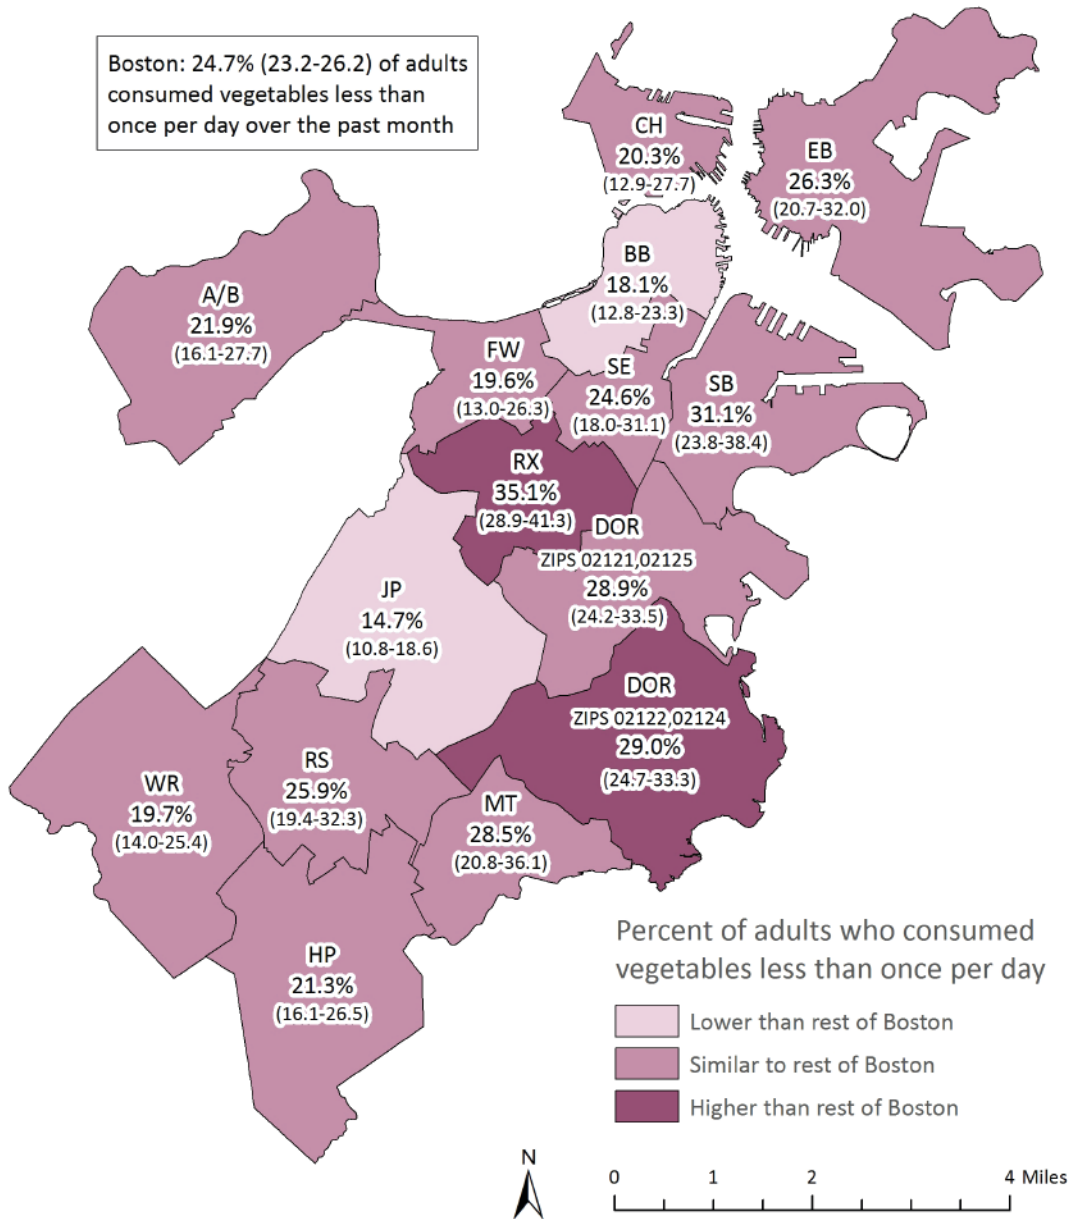 Boston: 24.7% (23.2-26.2) of adults
consumed vegetables less than
once per day over the past month
CH
20.3%
(12.9-27.7)
EB
26.3%
(20.7-32.0)
BB
18.1%
(12.8-23.3)
A/B
21.9%
(16.1-27.7)
FW
19.6%
(13.0-26.3)
SE
24.6%
(18.0-31.1)
SB
31.1%
(23.8-38.4)
RX
35.1%
(28.9-41.3)
DOR
ZIPS 02121,02125
28.9%
(24.2-33.5)
JP
14.7%
(10.8-18.6)
DOR
ZIPS 02122,02124
29.0%
(24.7-33.3)
RS
25.9%
(19.4-32.3)
WR
19.7%
(14.0-25.4)
MT
28.5%
(20.8-36.1)
HP
21.3%
(16.1-26.5)
Percent of adults who consumed
vegetables less than once per day
Lower than rest of Boston
Similar to rest of Boston
Higher than rest of Boston
N
0 1 2 4 Miles